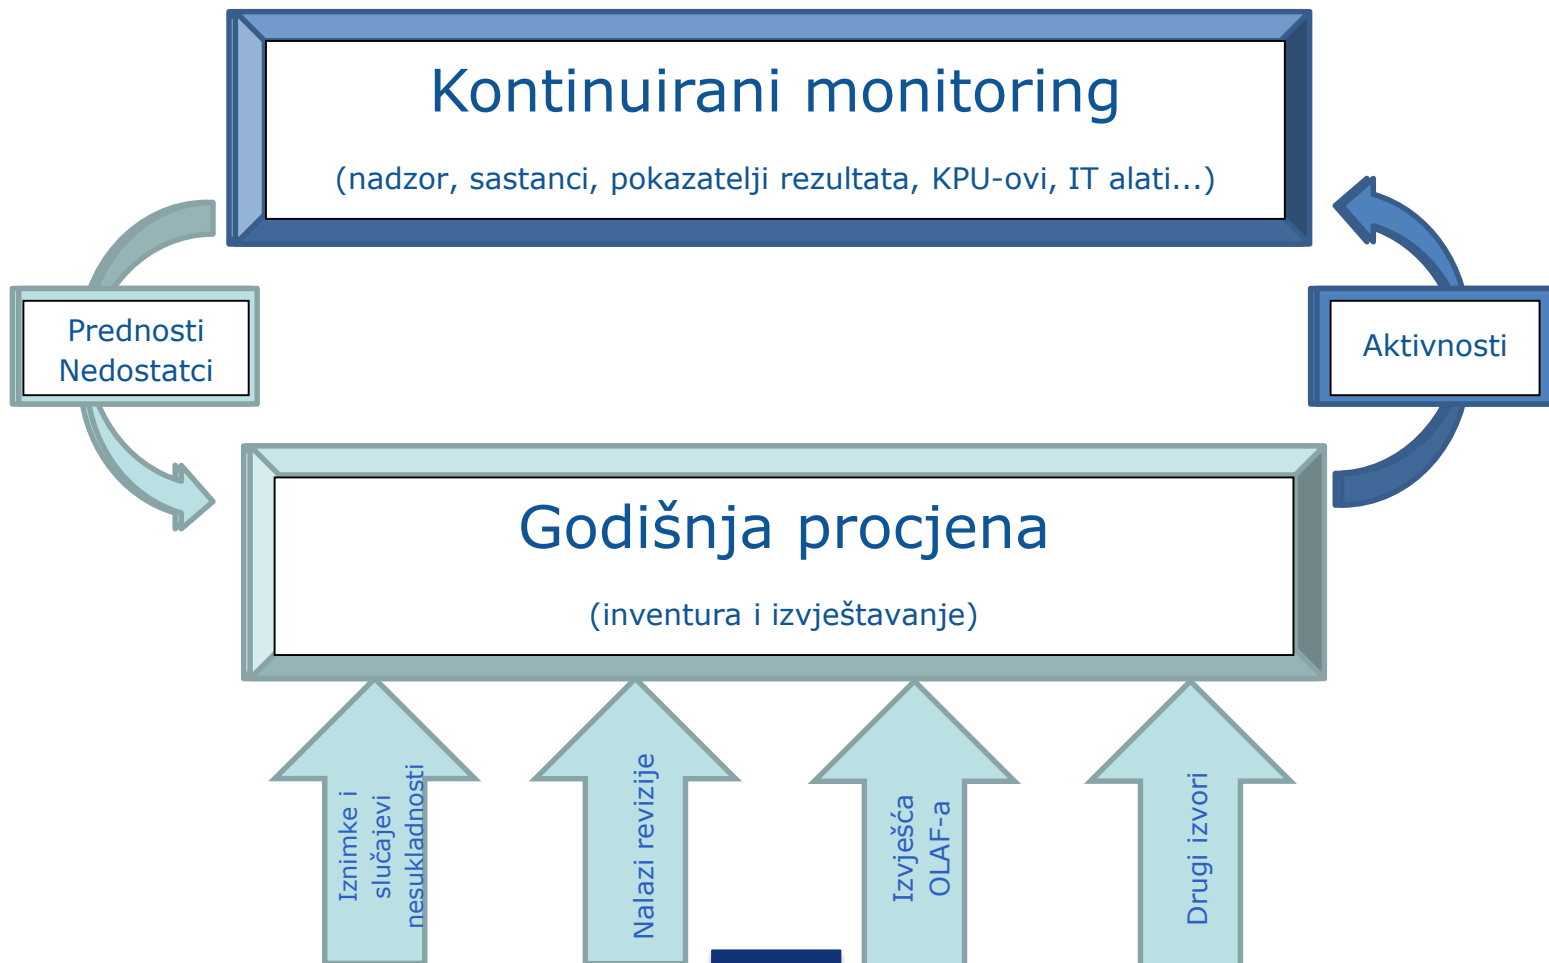 Kontinuirani monitoring
(nadzor, sastanci, pokazatelji rezultata, KPU-ovi, IT alati...)
Prednosti
Nedostatci
Aktivnosti
Godišnja procjena
(inventura i izvještavanje)
Iznimke i
slučajevi
nesukladnosti
Nalazi revizije
Izvješća
OLAF-a
Drugi izvori